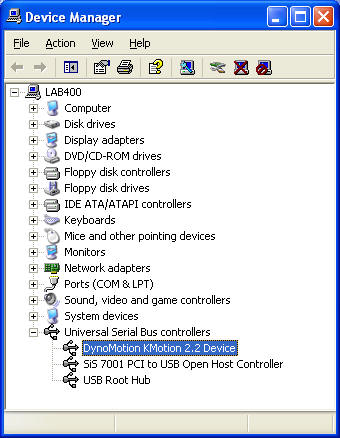 Device Manager
File Action View Help
LAB400
Computer
Disk drives
Display adapters
DVD/CD-ROM drives
Floppy disk controllers
Floppy disk drives
IDE ATA/ATAPI controllers
Keyboards
Mice and other pointing devices
Monitors
Network adapters
Ports (COM & LPT)
Sound, video and game controllers
System devices
Universal Serial Bus controllers
DynoMotion KMotion 2.2 Device
SiS 7001 PCI to USB Open Host Controller
USB Root Hub